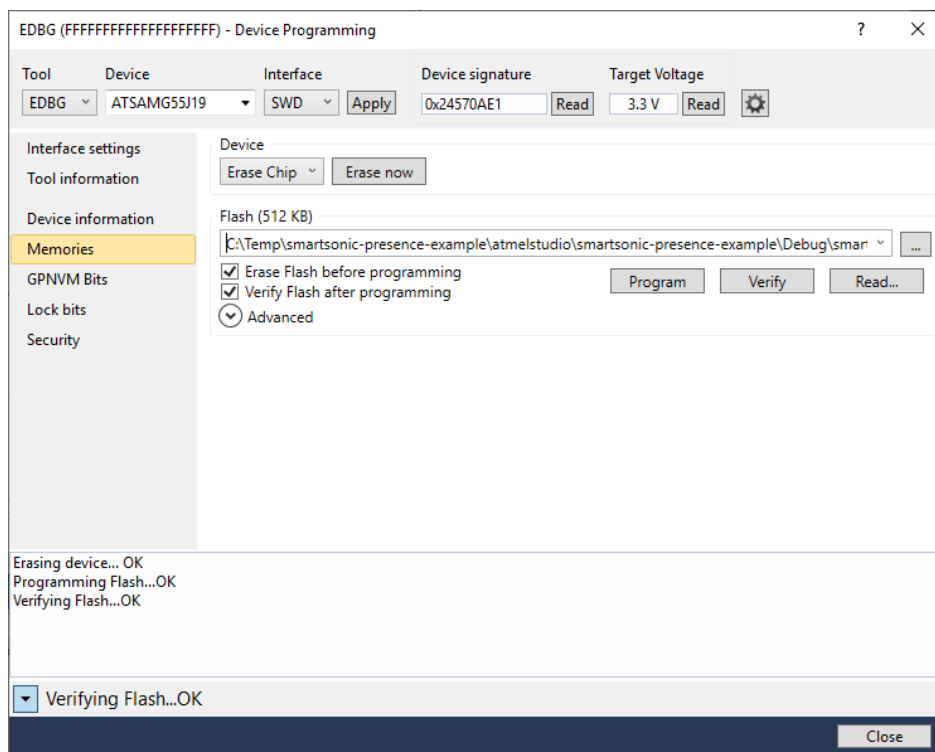 EDBG (FFFFFFFFFFFFFFFFFFFF) - Device Programming
? ×
Tool Device Interface Device signature Target Voltage
EDBG ATSAMG55J19 SWD Apply 0x24570AE1 Read 3.3 V Read
Interface settings
Tool information
Device information
Memories
GPNVM Bits
Lock bits
Security
Device
Erase Chip Erase now
Flash (512 KB)
C:\Temp\smartsonic-presence-example\atmelstudio\smartsonic-presence-example\Debug\smar ...
Erase Flash before programming
Verify Flash after programming
Program Verify Read...
Advanced
Erasing device... OK
Programming Flash...OK
Verifying Flash...OK
Verifying Flash...OK
Close